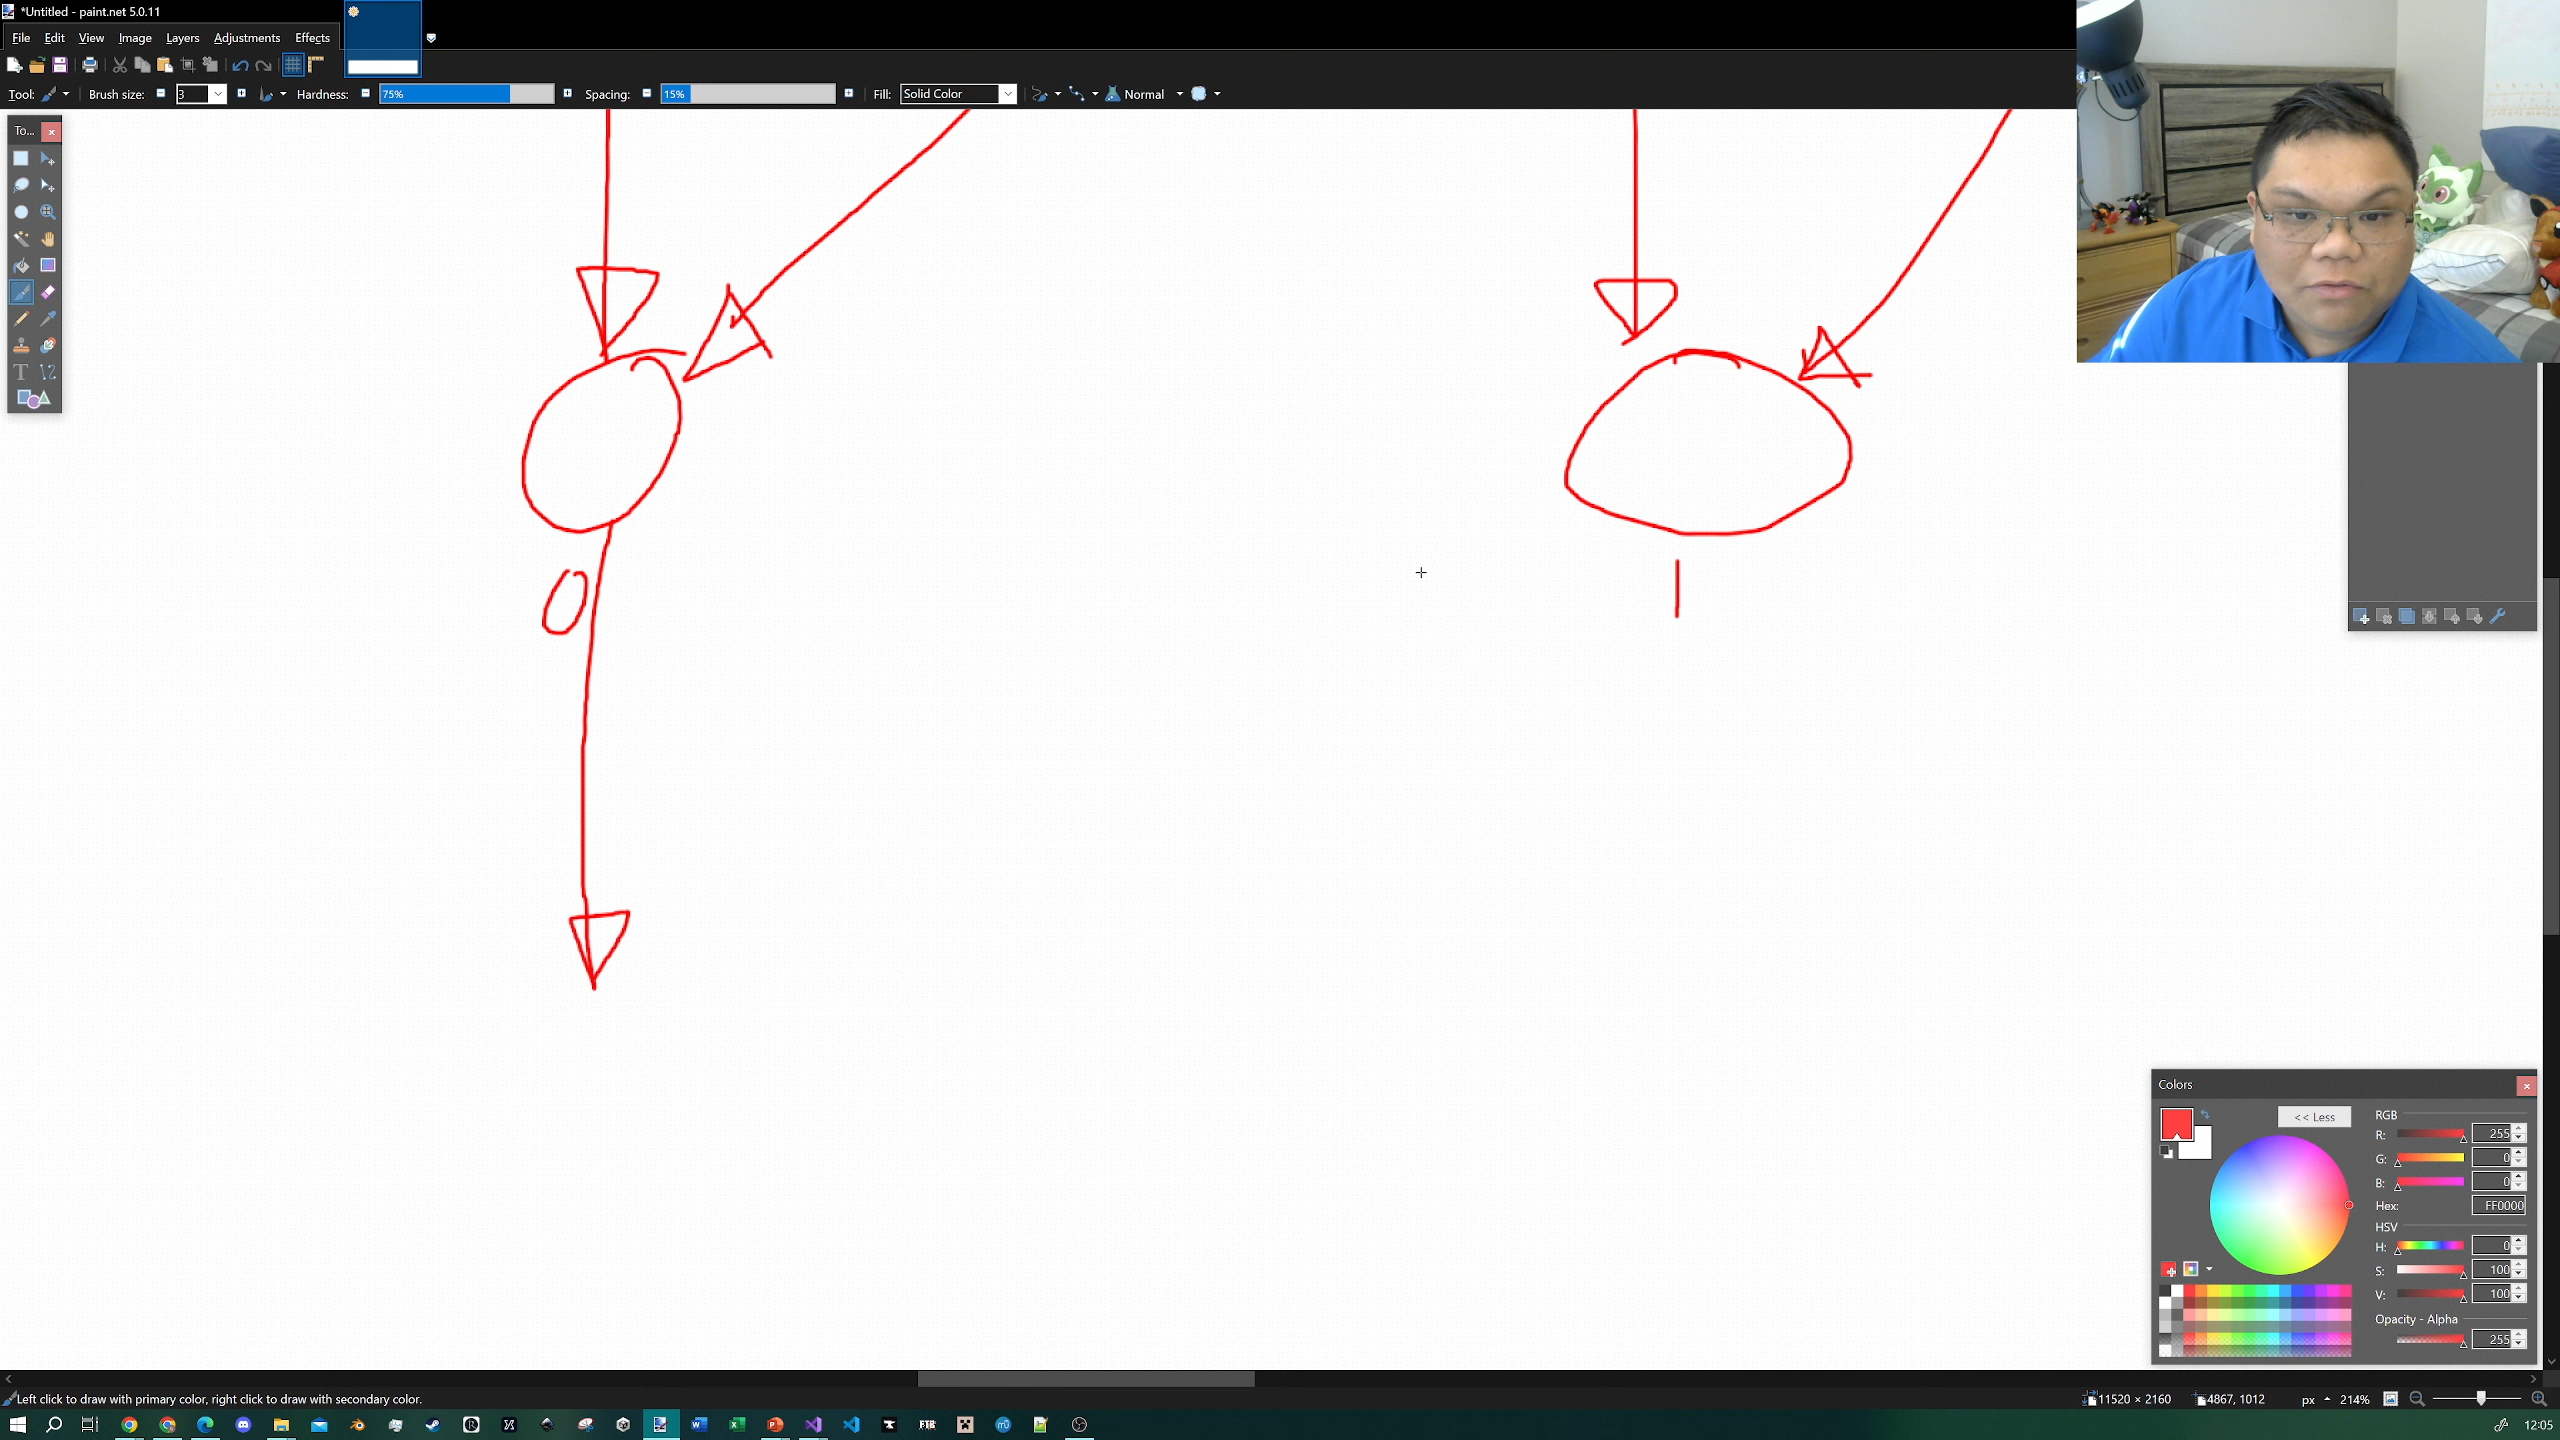 *Untitled - paint.net 5.0.11
File Edit View Image Layers Adjustments Effects
Tool: Brush size: 3 Hardness: 75% Spacing: 15% Fill: Solid Color Normal
To...
0
1
Colors
<< Less
RGB
R: 255
G: 0
B: 0
Hex: FF0000
HSV
H: 0
S: 100
V: 100
Opacity - Alpha
255
Left click to draw with primary color, right click to draw with secondary color.
11520 × 2160
4867, 1012
px
214%
FTB
12:05